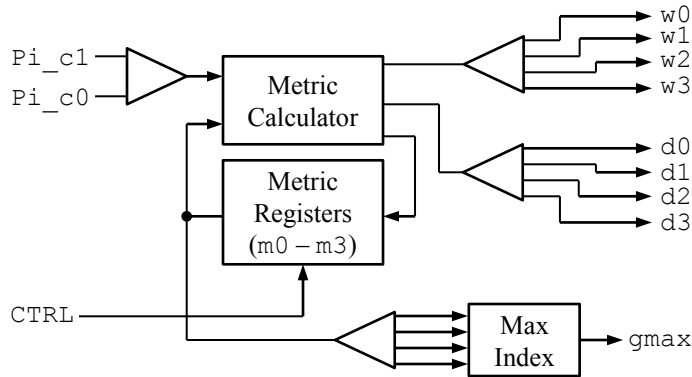 Pi_c1
Pi_c0
Metric
Calculator
w0
w1
w2
w3
d0
d1
d2
d3
Metric
Registers
(m0 – m3)
CTRL
Max
Index
gmax